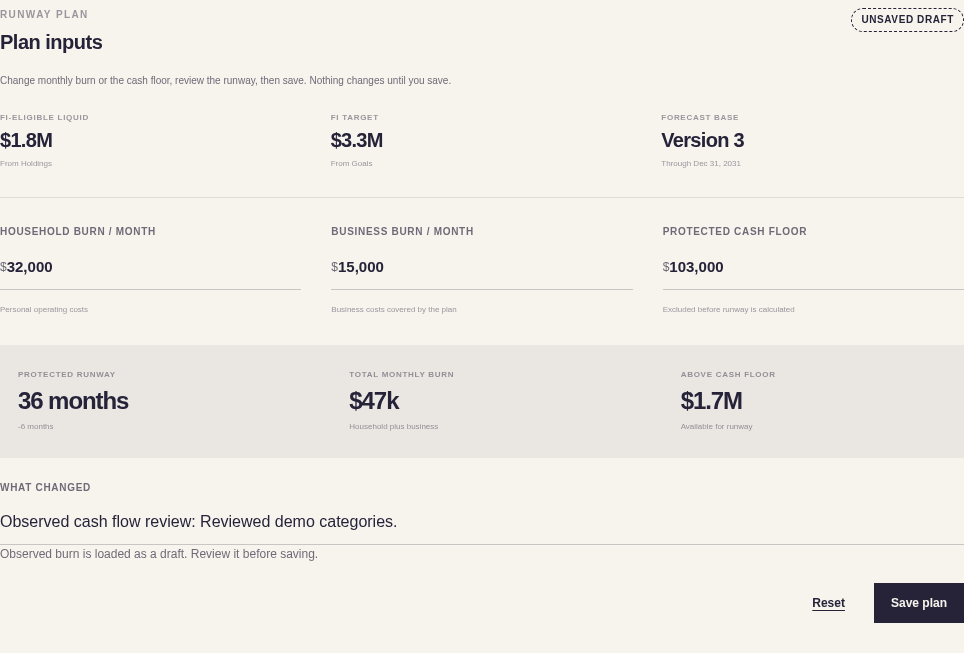 RUNWAY PLAN
UNSAVED DRAFT
Plan inputs
Change monthly burn or the cash floor, review the runway, then save. Nothing changes until you save.
FI-ELIGIBLE LIQUID
$1.8M
From Holdings
FI TARGET
$3.3M
From Goals
FORECAST BASE
Version 3
Through Dec 31, 2031
HOUSEHOLD BURN / MONTH
$32,000
Personal operating costs
BUSINESS BURN / MONTH
$15,000
Business costs covered by the plan
PROTECTED CASH FLOOR
$103,000
Excluded before runway is calculated
PROTECTED RUNWAY
36 months
-6 months
TOTAL MONTHLY BURN
$47k
Household plus business
ABOVE CASH FLOOR
$1.7M
Available for runway
WHAT CHANGED
Observed cash flow review: Reviewed demo categories.
Observed burn is loaded as a draft. Review it before saving.
Reset
Save plan